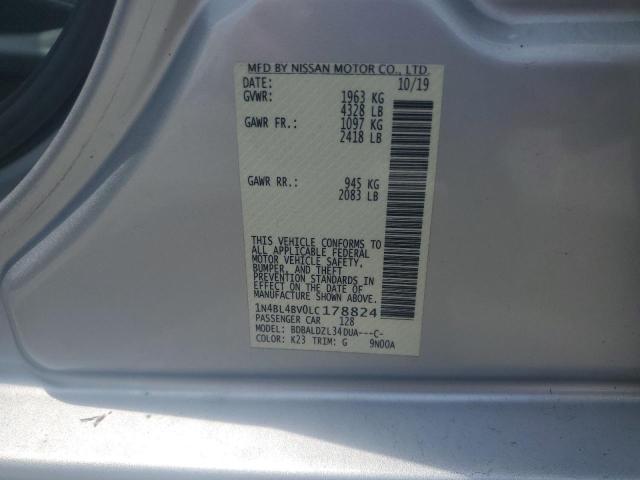 MFD BY NISSAN MOTOR CO., LTD.
DATE: 10/19
GVWR: 1963 KG
4328 LB
GAWR FR.: 1097 KG
2418 LB
GAWR RR.: 945 KG
2083 LB
THIS VEHICLE CONFORMS TO
ALL APPLICABLE FEDERAL
MOTOR VEHICLE SAFETY,
BUMPER, AND THEFT
PREVENTION STANDARDS IN
EFFECT ON THE DATE OF
MANUFACTURE SHOWN ABOVE.
1N4BL4BV0LC178824
PASSENGER CAR 128
MODEL: BDBALDZL34DUA---C-
COLOR: K23 TRIM: G 9N00A